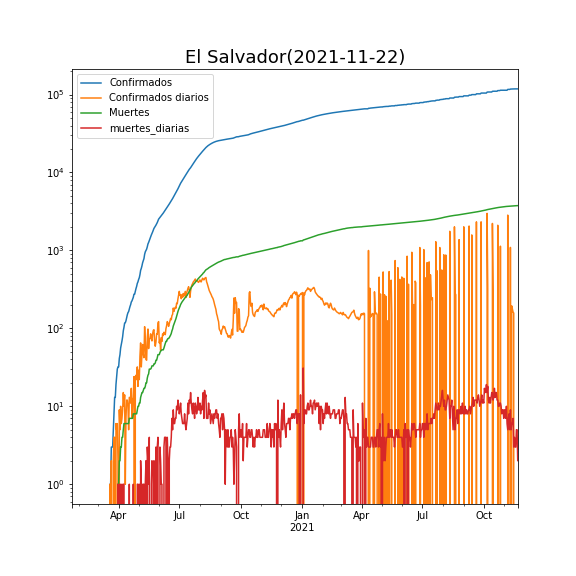 El Salvador(2021-11-22)
Confirmados
Confirmados diarios
Muertes
muertes_diarias
10^5
10^4
10^3
10^2
10^1
10^0
Apr Jul Oct Jan Apr Jul Oct
2021